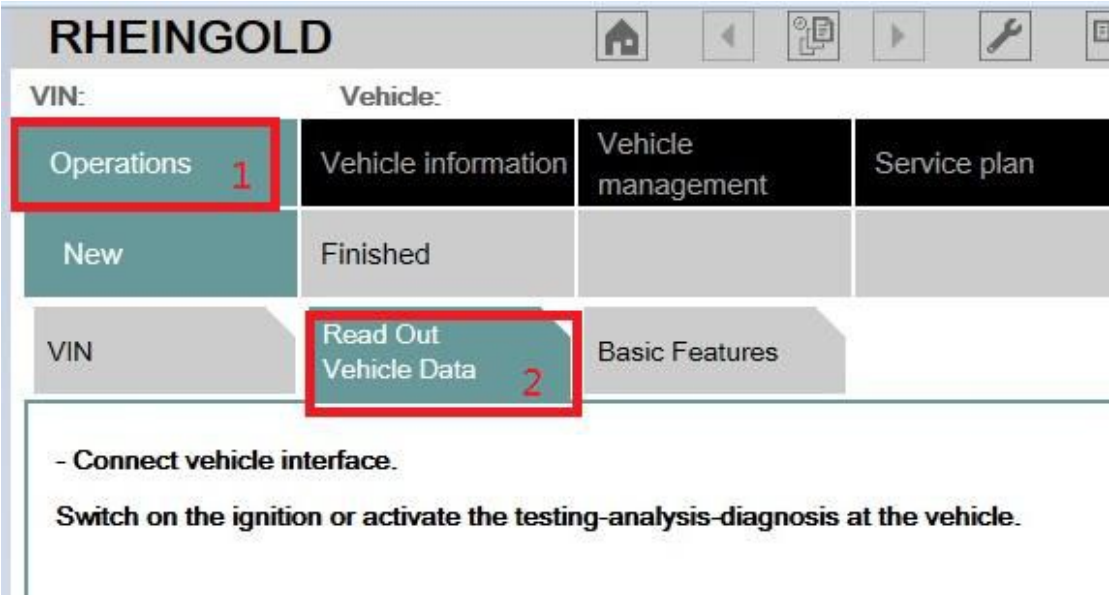 RHEINGOLD
VIN:
Vehicle:
Operations 1
Vehicle information
Vehicle
management
Service plan
New
Finished
VIN
Read Out
Vehicle Data 2
Basic Features
- Connect vehicle interface.
Switch on the ignition or activate the testing-analysis-diagnosis at the vehicle.